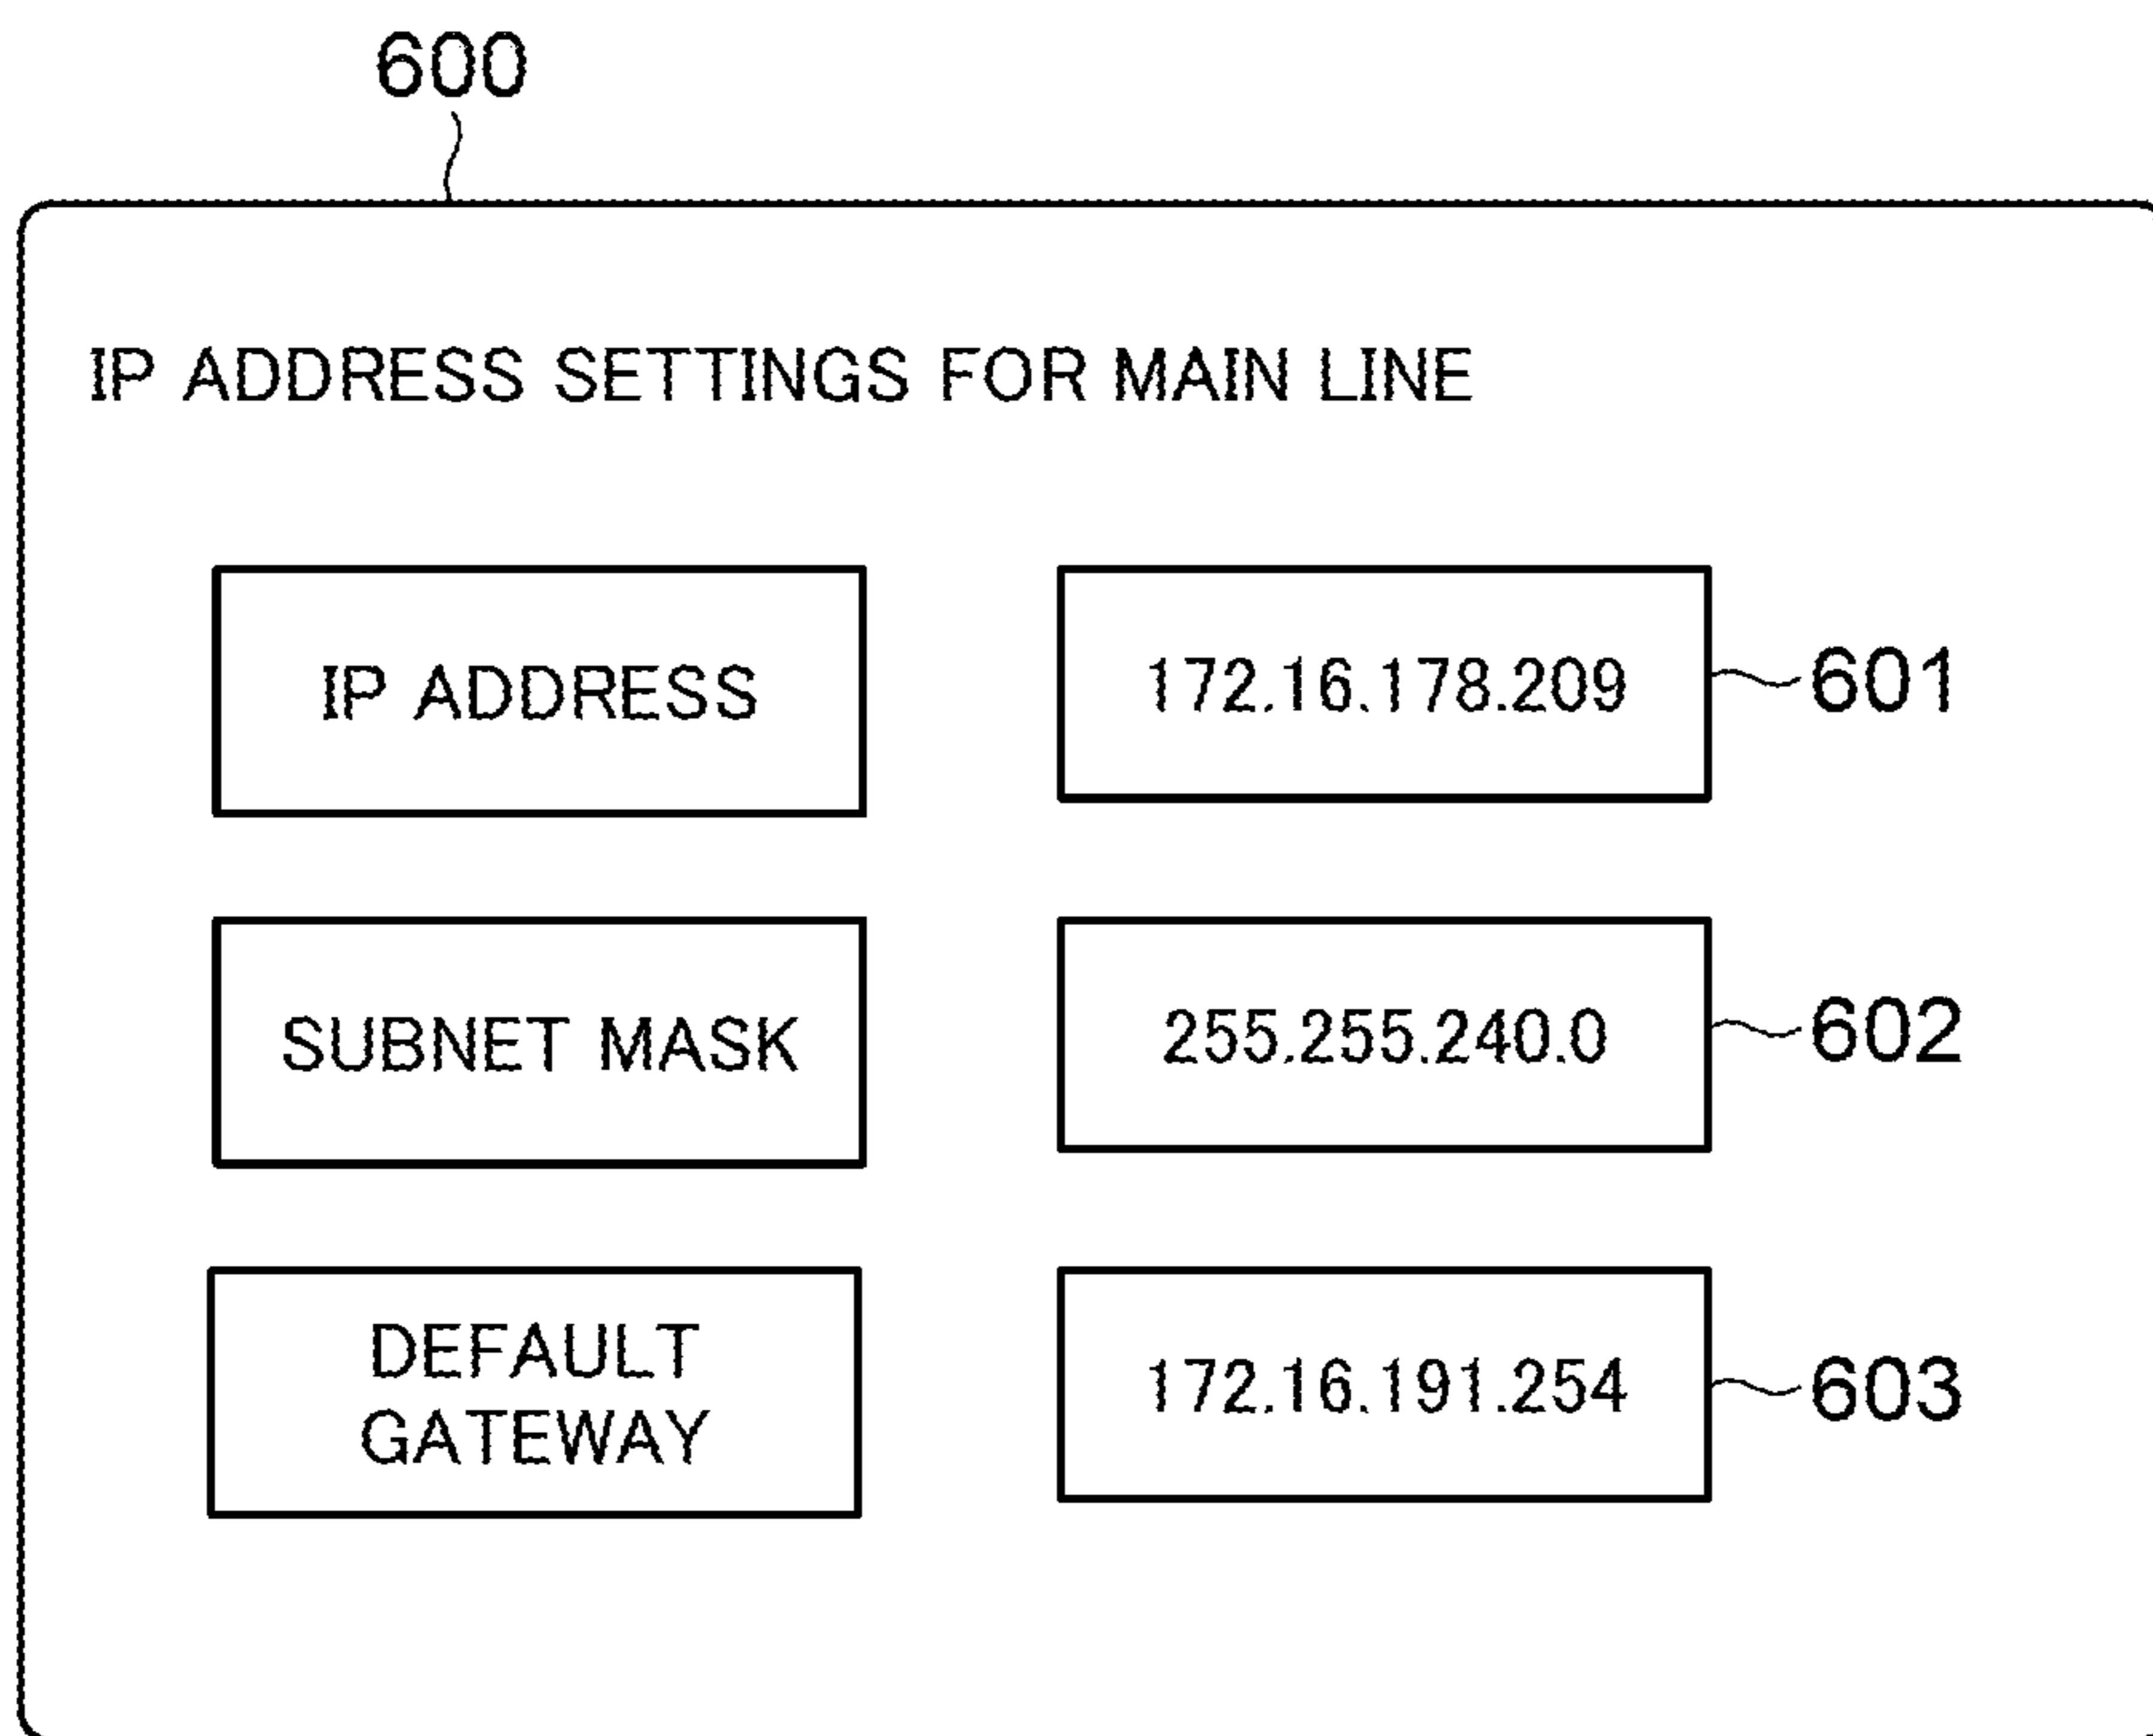 600
IP ADDRESS SETTINGS FOR MAIN LINE
IP ADDRESS
172.16.178.209
601
SUBNET MASK
255.255.240.0
602
DEFAULT
GATEWAY
172.16.191.254
603